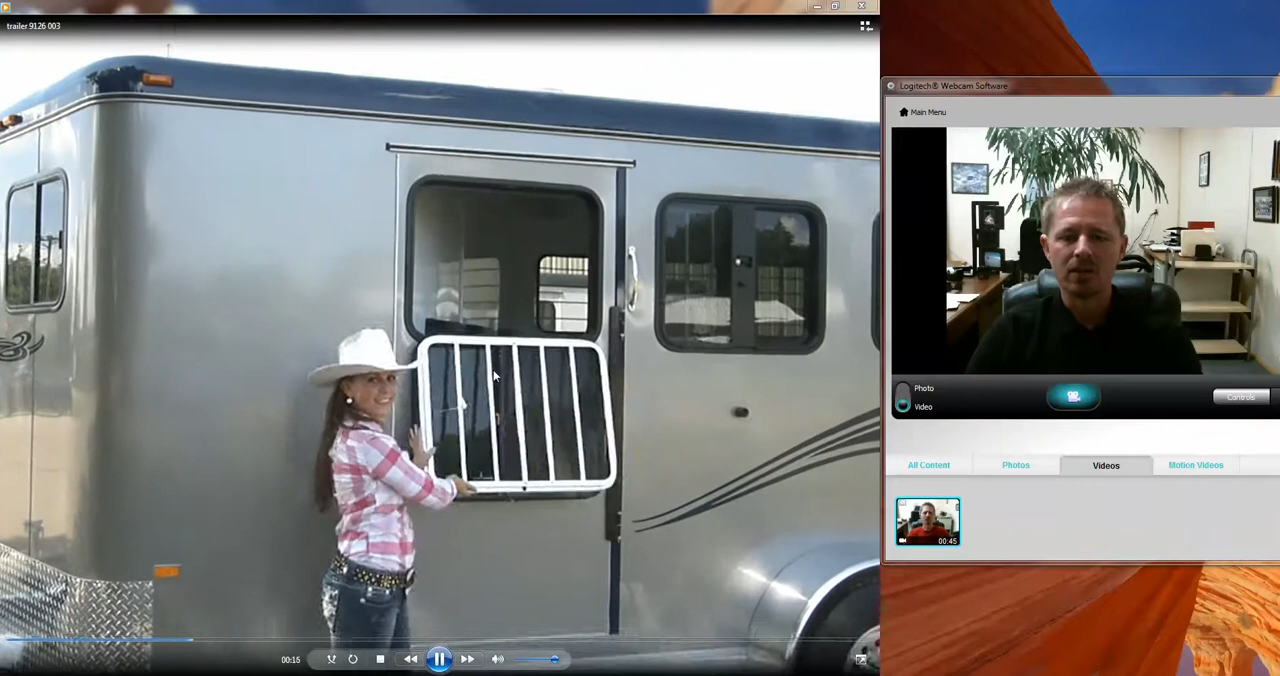 trailer 9126 003
00:15
Logitech® Webcam Software
Main Menu
Photo
Video
Controls
All Content
Photos
Videos
Motion Videos
00:45